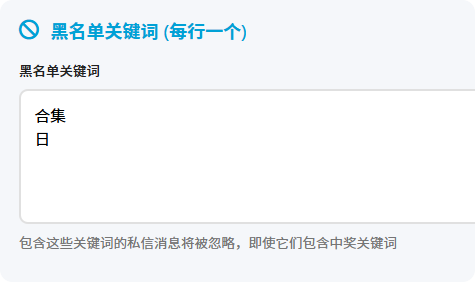 黑名单关键词 (每行一个)
黑名单关键词
合集
日
包含这些关键词的私信消息将被忽略，即使它们包含中奖关键词